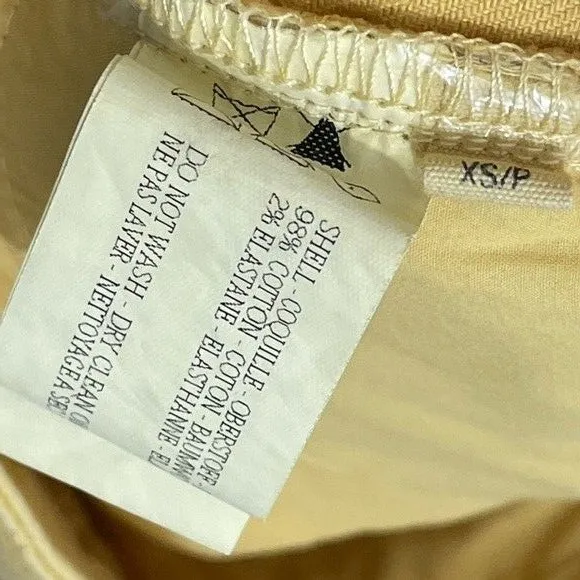 XS/P
SHELL - COQUILLE - OBERSTOFF
98% COTTON - COTON - BAUMW
2% ELASTANE - ELASTHANNE - EL
DO NOT WASH - DRY CLEAN
NE PAS LAVER - NETTOYAGE A SE